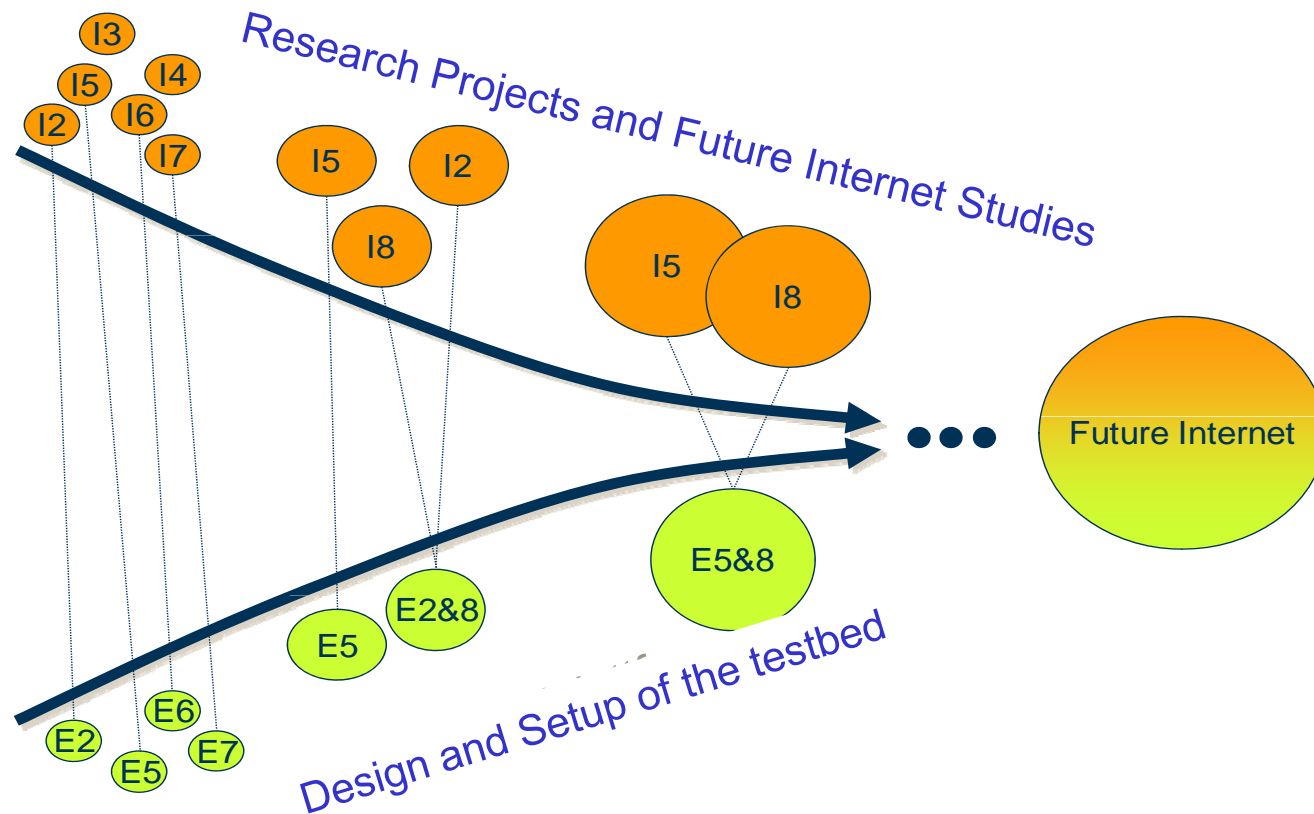 I3
I5
I4
I2
I6
I7
Research Projects and Future Internet Studies
I5
I2
I8
I5
I8
Future Internet
E5&8
E2&8
E5
E6
E2
E7
E5
Design and Setup of the testbed